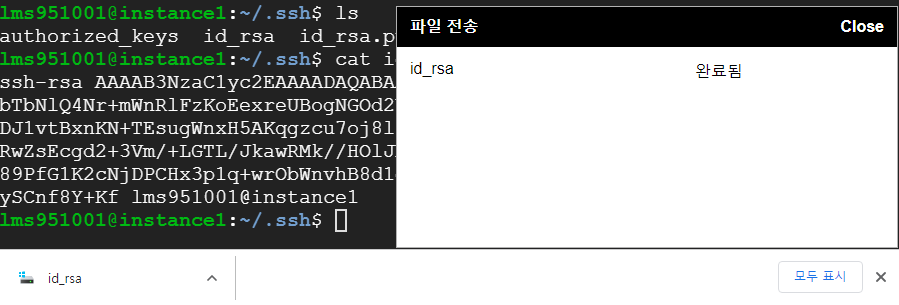 lms951001@instance1:~/.ssh$ ls
authorized_keys id_rsa id_rsa.p
lms951001@instance1:~/.ssh$ cat i
ssh-rsa AAAAB3NzaC1yc2EAAAADAQABA
bTbNlQ4Nr+mWnRlFzKoEexreUBogNGOd2
DJ1vtBxnKN+TEsugWnxH5AKqgzcu7oj8l
RwZsEcgd2+3Vm/+LGTL/JkawRMk//HOlJ
89PfG1K2cNjDPCHx3p1q+wrObWnvhB8d1
ySCnf8Y+Kf lms951001@instance1
lms951001@instance1:~/.ssh$
파일 전송 Close
id_rsa 완료됨
id_rsa 모두 표시